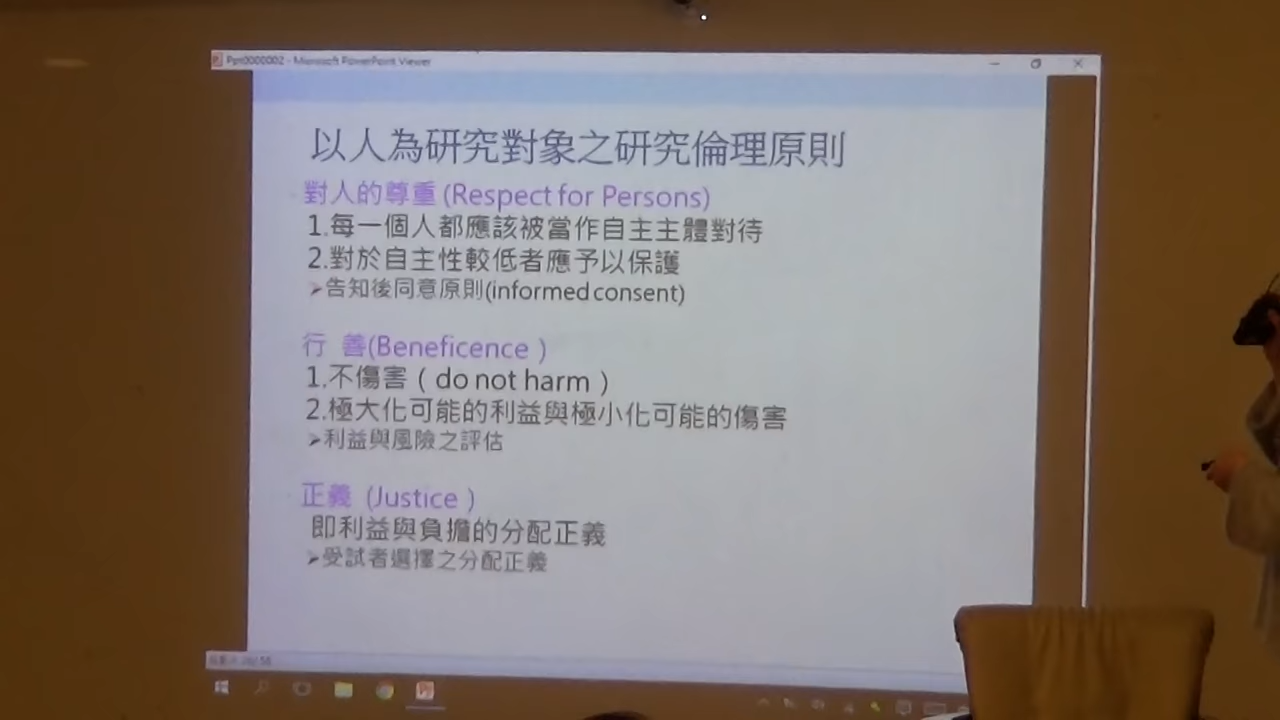 Ppt0000002 - Microsoft PowerPoint Viewer
以人為研究對象之研究倫理原則
對人的尊重 (Respect for Persons)
1.每一個人都應該被當作自主主體對待
2.對於自主性較低者應予以保護
➢告知後同意原則(informed consent)
行 善(Beneficence )
1.不傷害 ( do not harm )
2.極大化可能的利益與極小化可能的傷害
➢利益與風險之評估
正義 (Justice )
即利益與負擔的分配正義
➢受試者選擇之分配正義